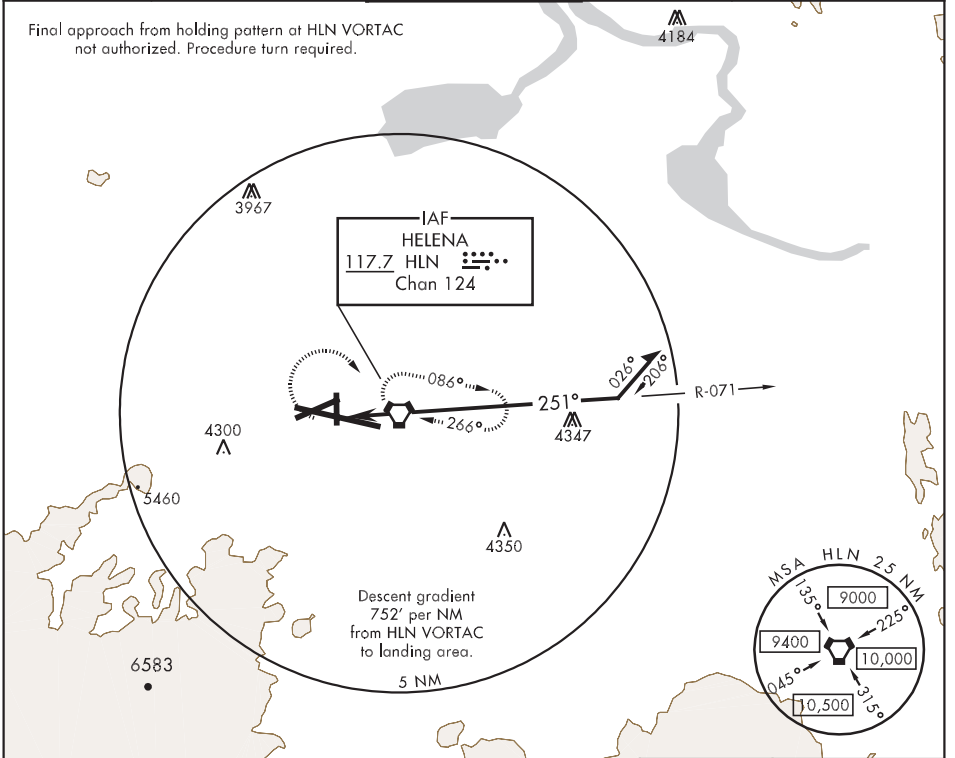 Final approach from holding pattern at HLN VORTAC
not authorized. Procedure turn required.
4184
3967
IAF
HELENA
117.7 HLN
Chan 124
086°
026°
206°
R-071
251°
266°
4347
4300
5460
4350
Descent gradient
752' per NM
from HLN VORTAC
to landing area.
5 NM
6583
MSA HLN 25 NM
135°
9000
225°
9400
10,000
045°
10,500
315°